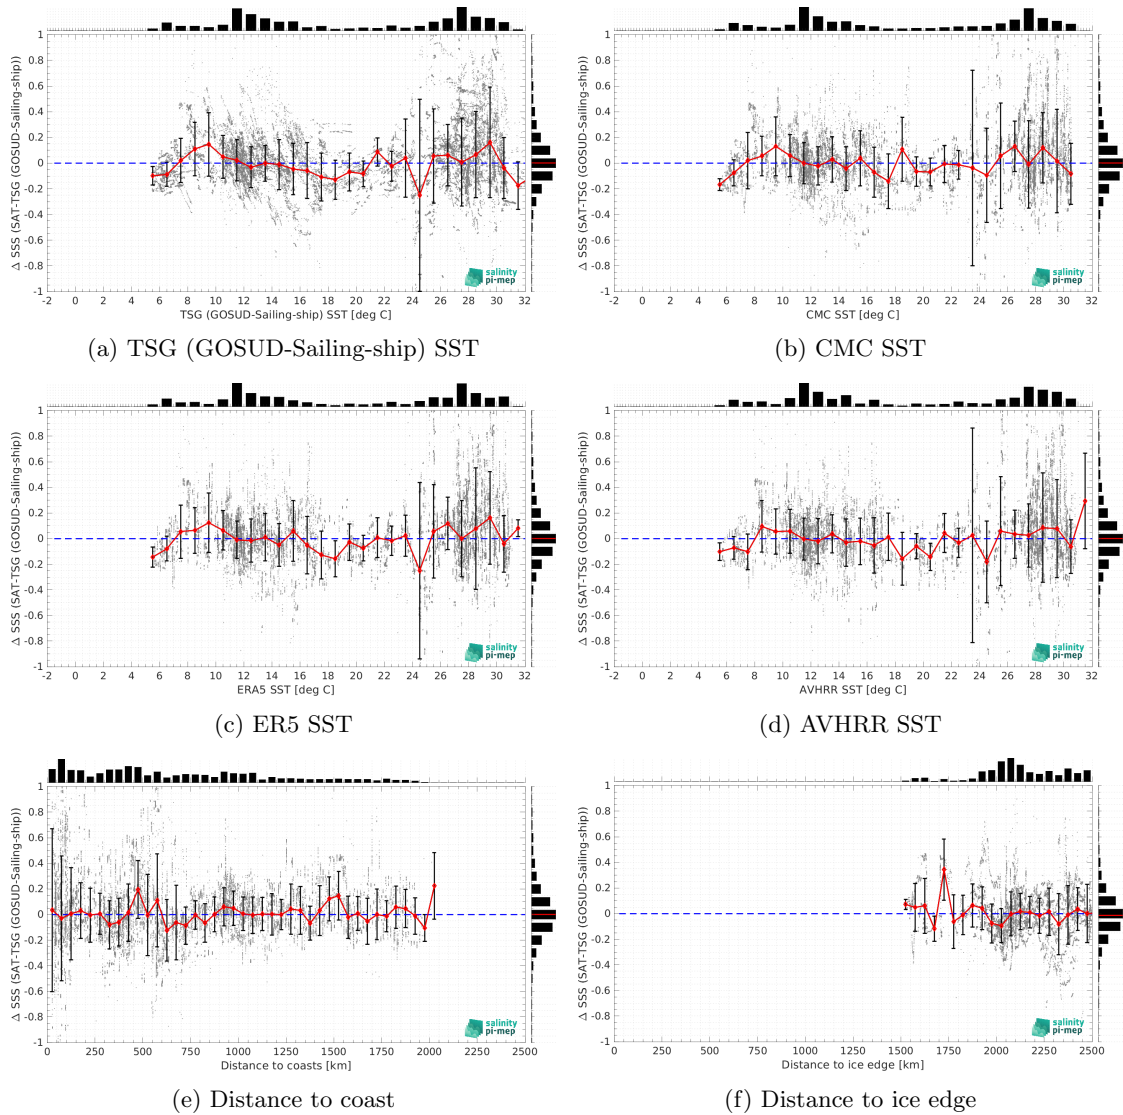 Δ SSS (SAT-TSG (GOSUD-Sailing-ship))
1
0.8
0.6
0.4
0.2
0
-0.2
-0.4
-0.6
-0.8
-1
-2 0 2 4 6 8 10 12 14 16 18 20 22 24 26 28 30 32
TSG (GOSUD-Sailing-ship) SST [deg C]
salinity
pi-mep
(a) TSG (GOSUD-Sailing-ship) SST
Δ SSS (SAT-TSG (GOSUD-Sailing-ship))
1
0.8
0.6
0.4
0.2
0
-0.2
-0.4
-0.6
-0.8
-1
-2 0 2 4 6 8 10 12 14 16 18 20 22 24 26 28 30 32
CMC SST [deg C]
salinity
pi-mep
(b) CMC SST
Δ SSS (SAT-TSG (GOSUD-Sailing-ship))
1
0.8
0.6
0.4
0.2
0
-0.2
-0.4
-0.6
-0.8
-1
-2 0 2 4 6 8 10 12 14 16 18 20 22 24 26 28 30 32
ERA5 SST [deg C]
salinity
pi-mep
(c) ER5 SST
Δ SSS (SAT-TSG (GOSUD-Sailing-ship))
1
0.8
0.6
0.4
0.2
0
-0.2
-0.4
-0.6
-0.8
-1
-2 0 2 4 6 8 10 12 14 16 18 20 22 24 26 28 30 32
AVHRR SST [deg C]
salinity
pi-mep
(d) AVHRR SST
Δ SSS (SAT-TSG (GOSUD-Sailing-ship))
1
0.8
0.6
0.4
0.2
0
-0.2
-0.4
-0.6
-0.8
-1
0 250 500 750 1000 1250 1500 1750 2000 2250 2500
Distance to coasts [km]
salinity
pi-mep
(e) Distance to coast
Δ SSS (SAT-TSG (GOSUD-Sailing-ship))
1
0.8
0.6
0.4
0.2
0
-0.2
-0.4
-0.6
-0.8
-1
0 250 500 750 1000 1250 1500 1750 2000 2250 2500
Distance to ice edge [km]
salinity
pi-mep
(f) Distance to ice edge